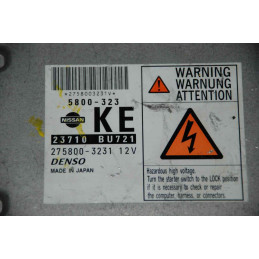 *275800323IV*
5800-323
NISSAN
KE
23710 BU721
275800-3231 12V
DENSO
MADE IN JAPAN
WARNING
WARNUNG
ATTENTION
Hazardous high voltage.
Turn the starter switch to the LOCK position
if it is necessary to check or repair
the computer, harness, or connectors.